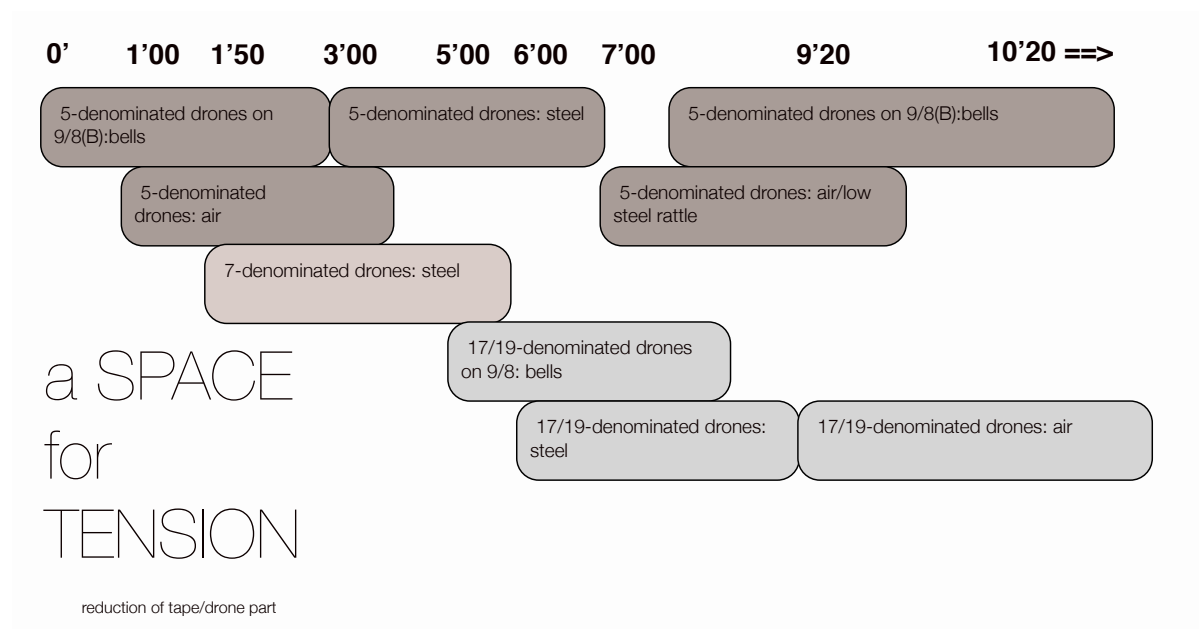 0’ 1’00 1’50 3’00 5’00 6’00 7’00 9’20 10’20 ==>
5-denominated drones on
9/8(B):bells
5-denominated drones: steel
5-denominated drones on 9/8(B):bells
5-denominated
drones: air
5-denominated drones: air/low
steel rattle
7-denominated drones: steel
17/19-denominated drones
on 9/8: bells
17/19-denominated drones:
steel
17/19-denominated drones: air
a SPACE
for
TENSION
reduction of tape/drone part